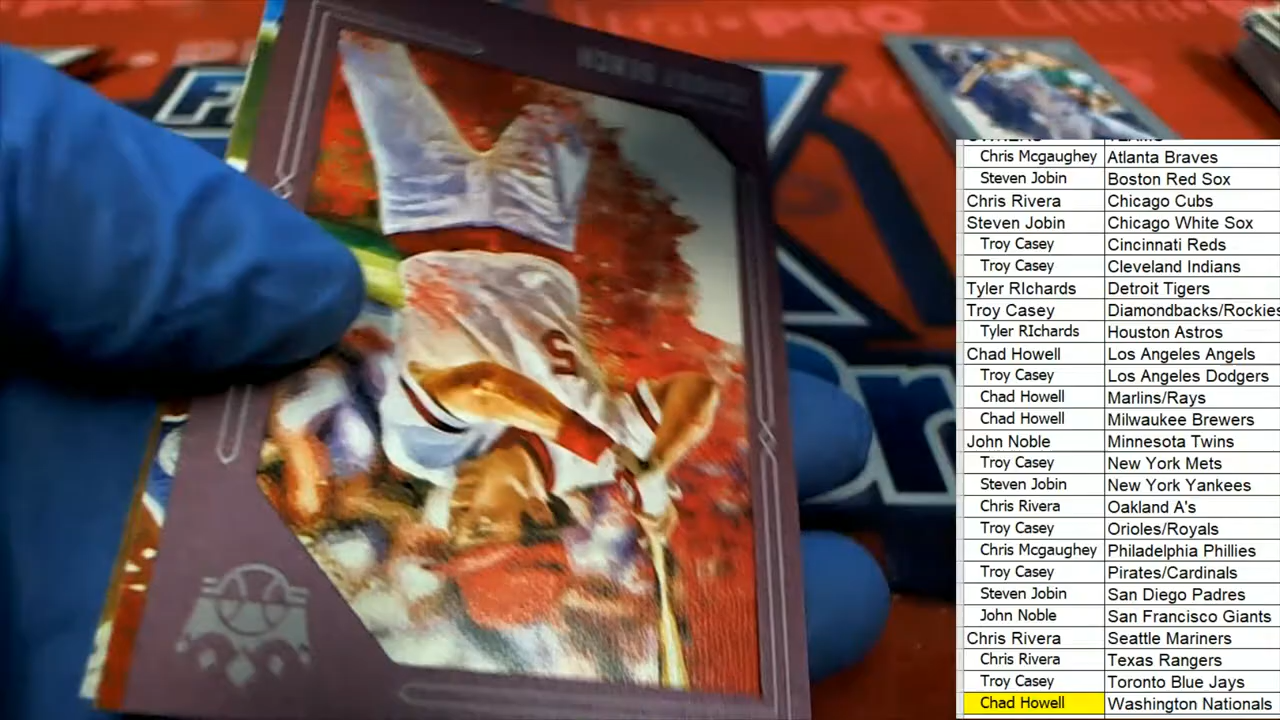 JOHNNY BENCH
5
Chris Mcgaughey Atlanta Braves
Steven Jobin Boston Red Sox
Chris Rivera Chicago Cubs
Steven Jobin Chicago White Sox
Troy Casey Cincinnati Reds
Troy Casey Cleveland Indians
Tyler RIchards Detroit Tigers
Troy Casey Diamondbacks/Rockies
Tyler RIchards Houston Astros
Chad Howell Los Angeles Angels
Troy Casey Los Angeles Dodgers
Chad Howell Marlins/Rays
Chad Howell Milwaukee Brewers
John Noble Minnesota Twins
Troy Casey New York Mets
Steven Jobin New York Yankees
Chris Rivera Oakland A's
Troy Casey Orioles/Royals
Chris Mcgaughey Philadelphia Phillies
Troy Casey Pirates/Cardinals
Steven Jobin San Diego Padres
John Noble San Francisco Giants
Chris Rivera Seattle Mariners
Chris Rivera Texas Rangers
Troy Casey Toronto Blue Jays
Chad Howell Washington Nationals